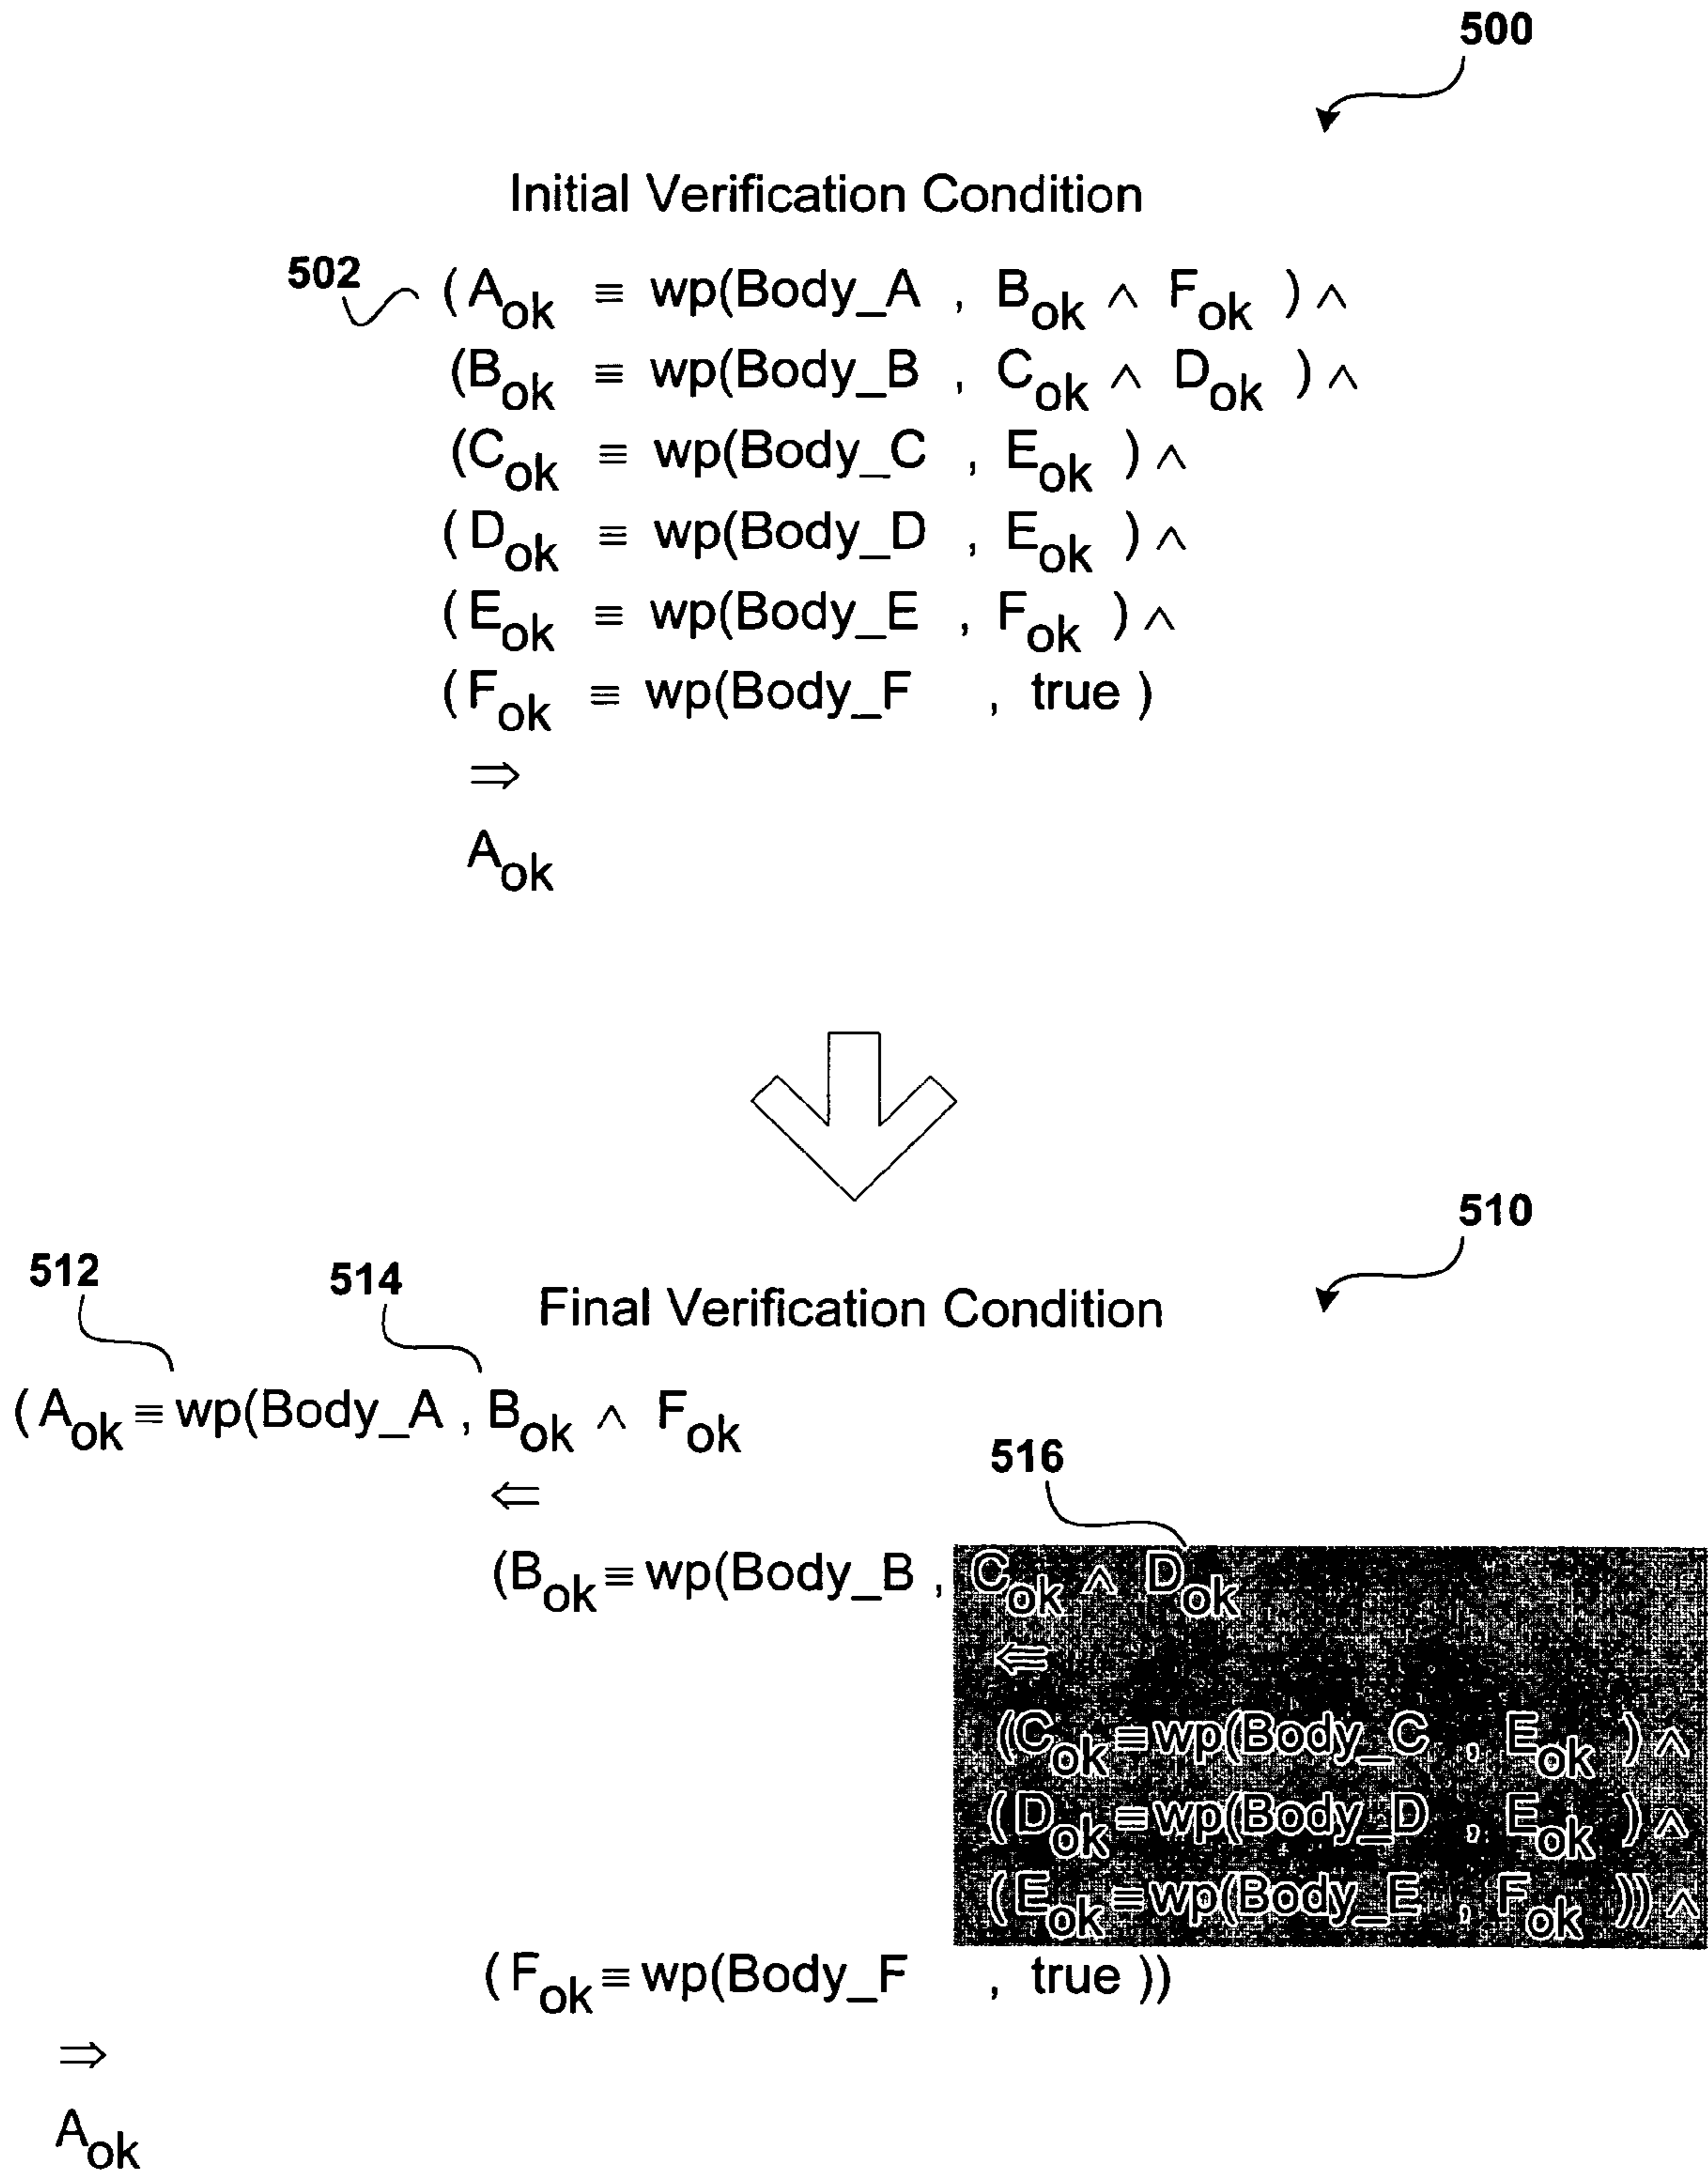 500
Initial Verification Condition
502
(A_ok ≡ wp(Body_A , B_ok ∧ F_ok ) ∧
(B_ok ≡ wp(Body_B , C_ok ∧ D_ok ) ∧
(C_ok ≡ wp(Body_C , E_ok ) ∧
(D_ok ≡ wp(Body_D , E_ok ) ∧
(E_ok ≡ wp(Body_E , F_ok ) ∧
(F_ok ≡ wp(Body_F , true )
⇒
A_ok
510
512
514
Final Verification Condition
(A_ok ≡ wp(Body_A , B_ok ∧ F_ok
516
⇐
(B_ok ≡ wp(Body_B , C_ok ∧ D_ok
⇐
(C_ok ≡ wp(Body_C , E_ok ) ∧
(D_ok ≡ wp(Body_D , E_ok ) ∧
(E_ok ≡ wp(Body_E , F_ok )) ∧
(F_ok ≡ wp(Body_F , true ))
⇒
A_ok